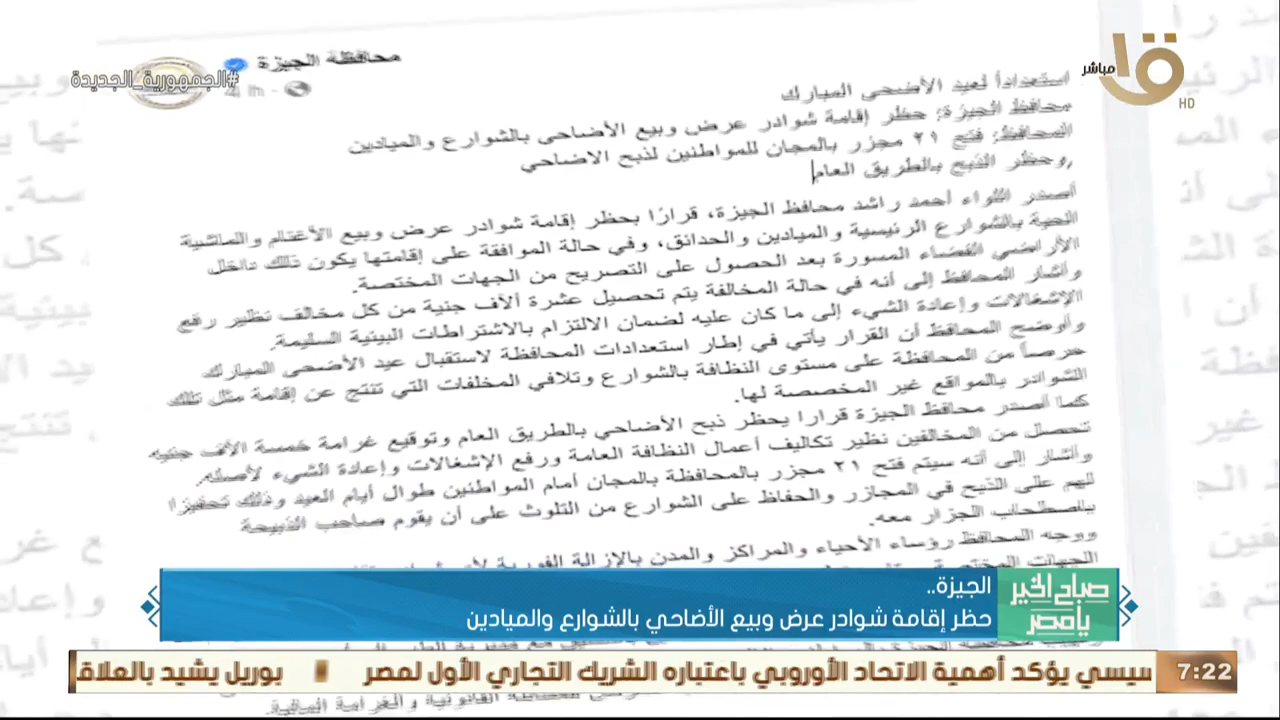 #الجمهورية_الجديدة
محافظة الجيزة
4h
مباشر
HD
استعداداً لعيد الأضحى المبارك
محافظ الجيزة: حظر إقامة شوادر عرض وبيع الأضاحى بالشوارع والميادين
المحافظ: فتح ٢١ مجزر بالمجان للمواطنين لذبح الاضاحي
,وحظر الذبح بالطريق العام
أصدر اللواء أحمد راشد محافظ الجيزة، قرارًا بحظر إقامة شوادر عرض وبيع الأغنام والماشية
الحية بالشوارع الرئيسية والميادين والحدائق، وفي حالة الموافقة على إقامتها يكون ذلك داخل
الأراضي الفضاء المسورة بعد الحصول على التصريح من الجهات المختصة.
وأشار المحافظ إلى أنه في حالة المخالفة يتم تحصيل عشرة ألآف جنية من كل مخالف نظير رفع
الإشغالات وإعادة الشيء إلى ما كان عليه لضمان الالتزام بالاشتراطات البيئية السليمة.
وأوضح المحافظ أن القرار يأتي في إطار استعدادات المحافظة لاستقبال عيد الأضحى المبارك
حرصاً من المحافظة على مستوى النظافة بالشوارع وتلافي المخلفات التي تنتج عن إقامة مثل تلك
الشوادر بالمواقع غير المخصصة لها.
كما أصدر محافظ الجيزة قرارا يحظر ذبح الأضاحي بالطريق العام وتوقيع غرامة خمسة الآف جنيه
تحصل من المخالفين نظير تكاليف أعمال النظافة العامة ورفع الإشغالات وإعادة الشيء لأصله.
وأشار إلى أنه سيتم فتح ٢١ مجزر بالمحافظة بالمجان أمام المواطنين طوال أيام العيد وذلك تحفيزا
لهم على الذبح في المجازر والحفاظ على الشوارع من التلوث على أن يقوم صاحب الذبيحة
باصطحاب الجزار معه.
ووجه المحافظ رؤساء الأحياء والمراكز والمدن بالإزالة الفورية
صباح الخير يا مصر
الجيزة..
حظر إقامة شوادر عرض وبيع الأضاحي بالشوارع والميادين
7:22
سيسي يؤكد أهمية الاتحاد الأوروبي باعتباره الشريك التجاري الأول لمصر
بوريل يشيد بالعلاق